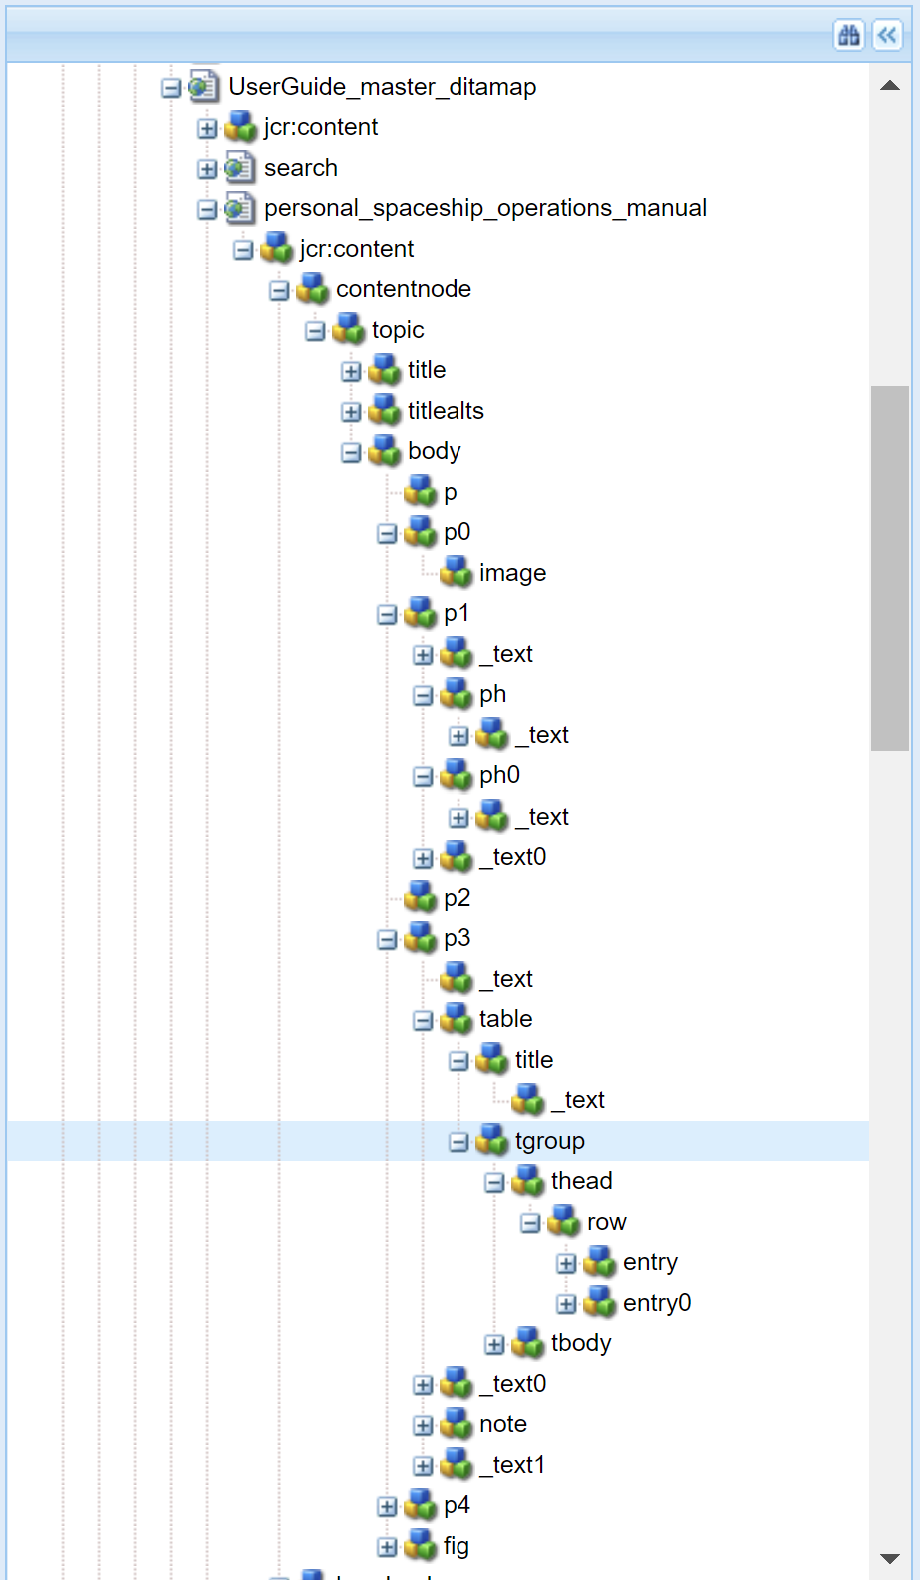 UserGuide_master_ditamap
jcr:content
search
personal_spaceship_operations_manual
jcr:content
contentnode
topic
title
titlealts
body
p
p0
image
p1
_text
ph
_text
ph0
_text
_text0
p2
p3
_text
table
title
_text
tgroup
thead
row
entry
entry0
tbody
_text0
note
_text1
p4
fig